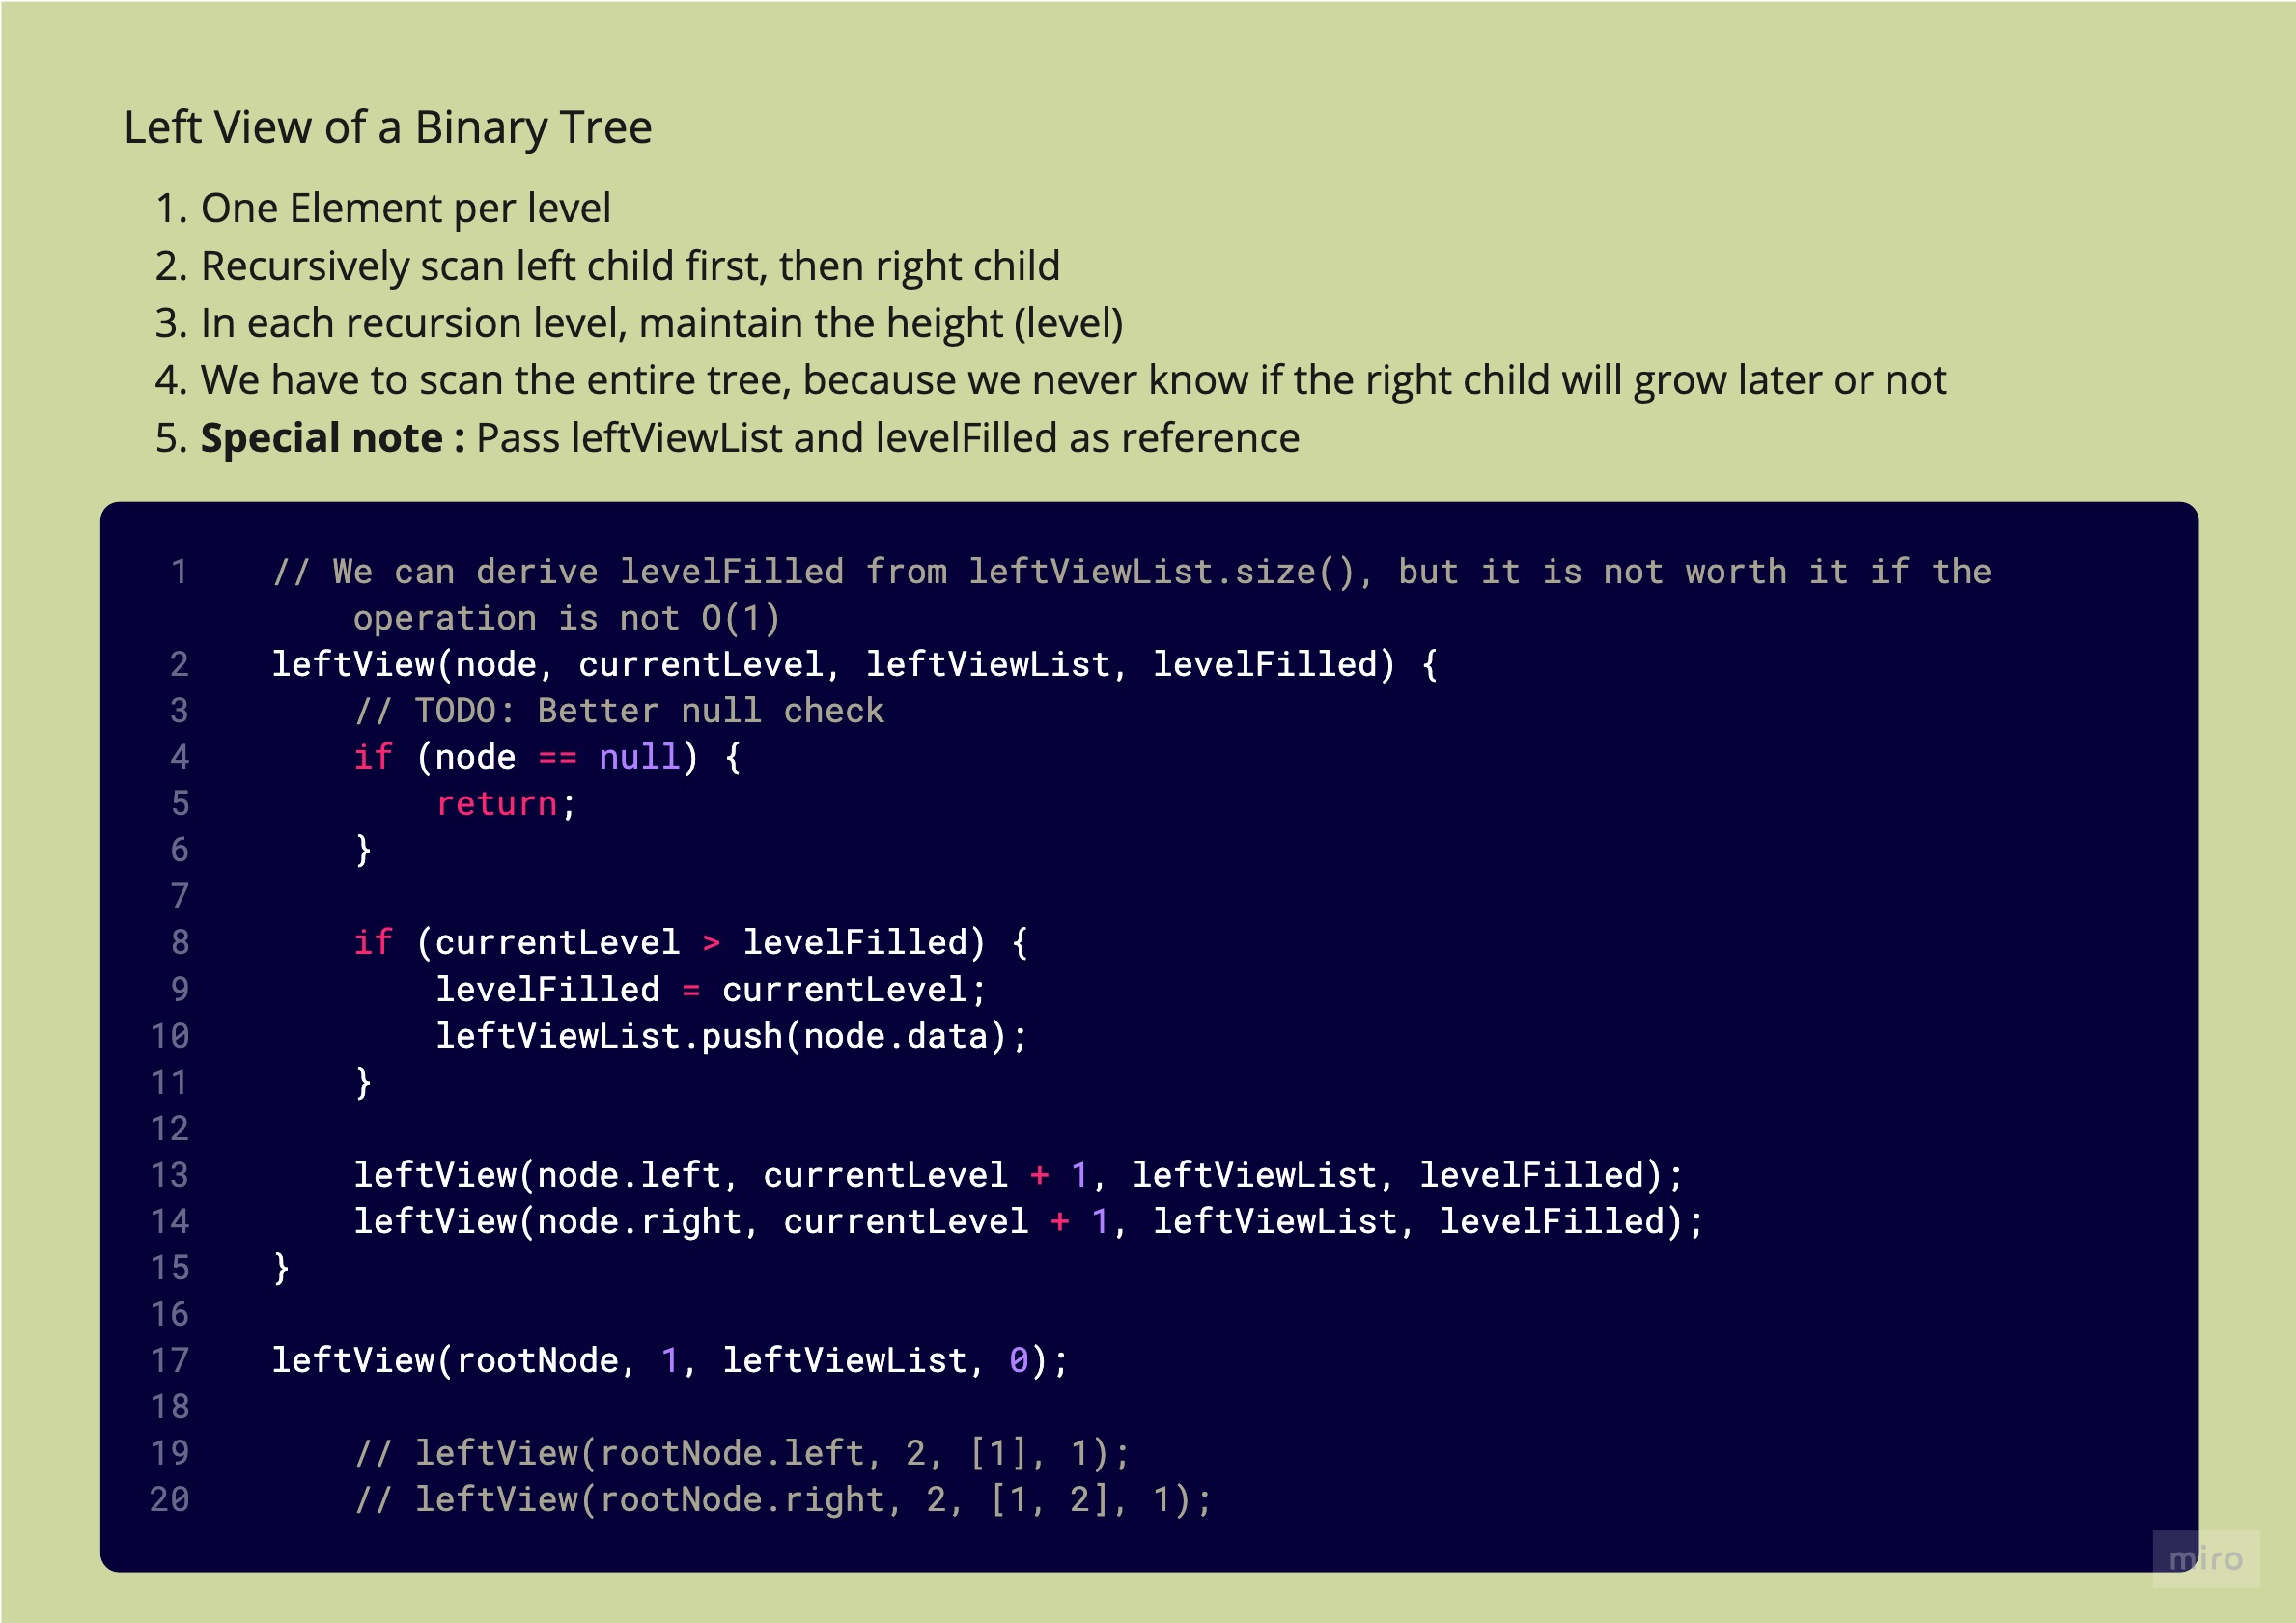 Left View of a Binary Tree
1. One Element per level
2. Recursively scan left child first, then right child
3. In each recursion level, maintain the height (level)
4. We have to scan the entire tree, because we never know if the right child will grow later or not
5. Special note : Pass leftViewList and levelFilled as reference
1 // We can derive levelFilled from leftViewList.size(), but it is not worth it if the
operation is not O(1)
2 leftView(node, currentLevel, leftViewList, levelFilled) {
3 // TODO: Better null check
4 if (node == null) {
5 return;
6 }
7
8 if (currentLevel > levelFilled) {
9 levelFilled = currentLevel;
10 leftViewList.push(node.data);
11 }
12
13 leftView(node.left, currentLevel + 1, leftViewList, levelFilled);
14 leftView(node.right, currentLevel + 1, leftViewList, levelFilled);
15 }
16
17 leftView(rootNode, 1, leftViewList, 0);
18
19 // leftView(rootNode.left, 2, [1], 1);
20 // leftView(rootNode.right, 2, [1, 2], 1);
miro